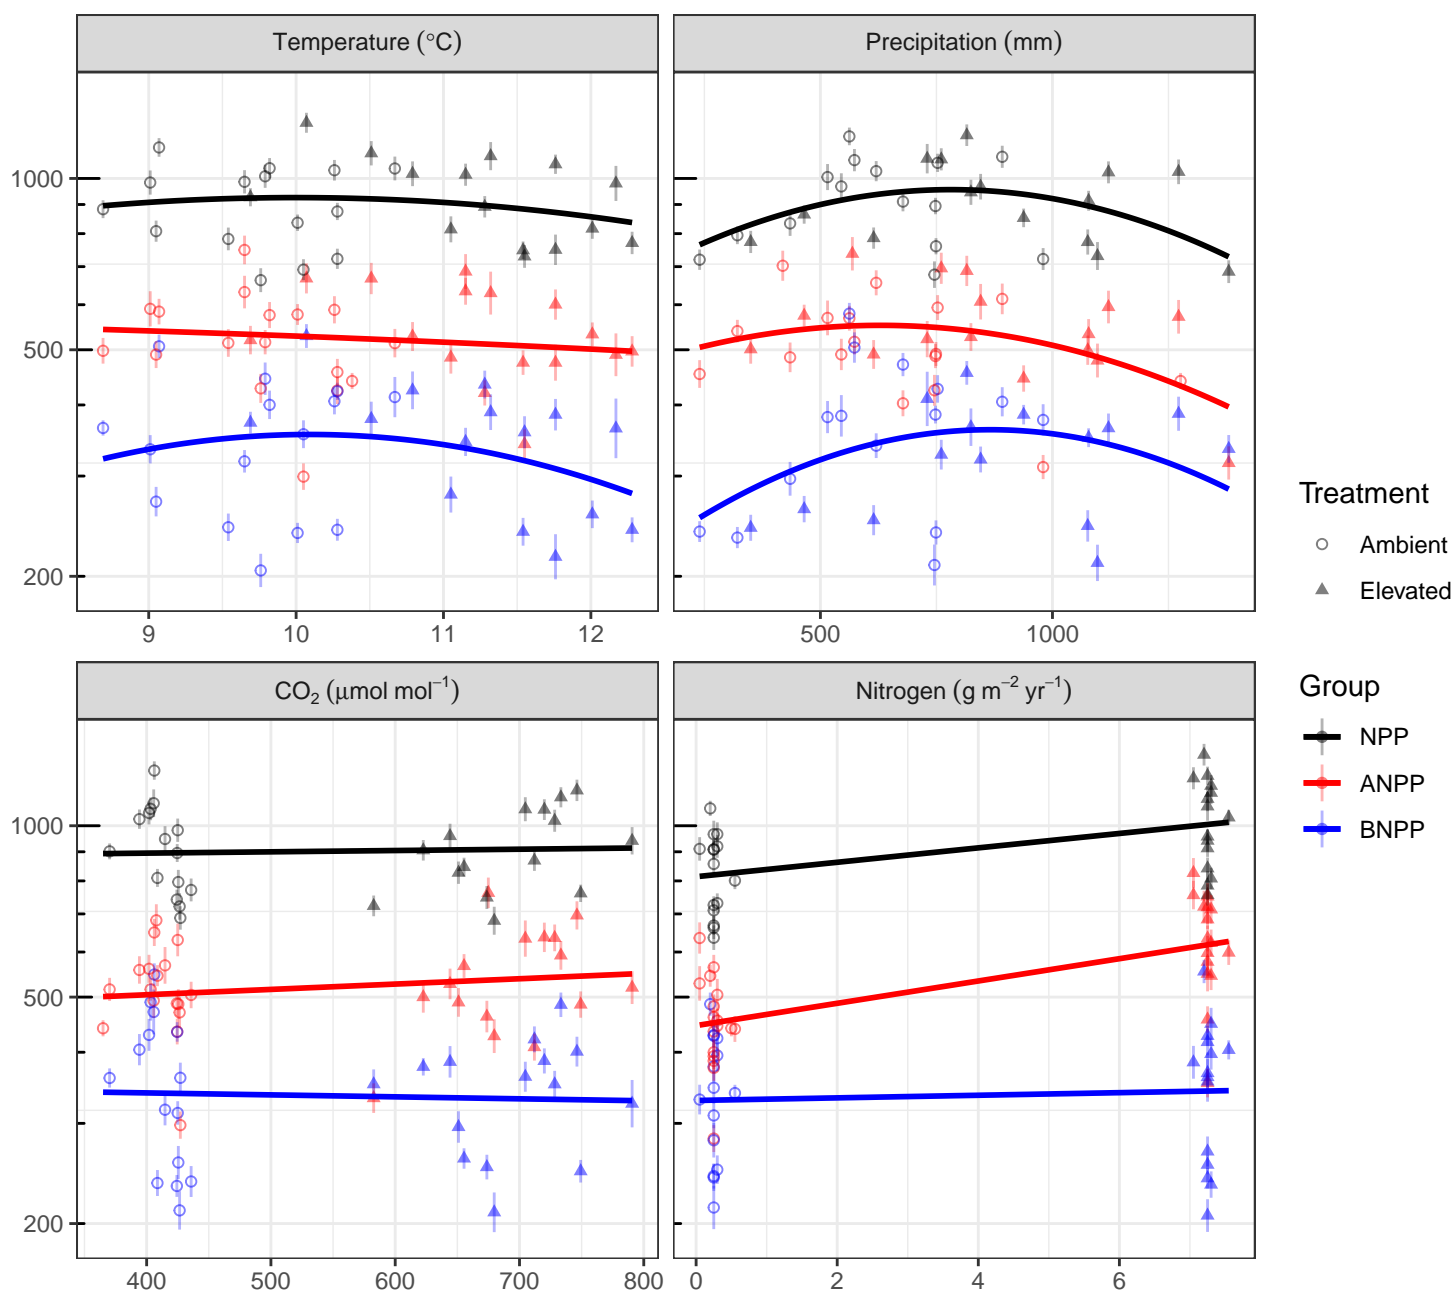 Temperature (°C)
Precipitation (mm)
1000
500
200
9 10 11 12
500 1000
CO₂ (μmol mol⁻¹)
Nitrogen (g m⁻² yr⁻¹)
1000
500
200
400 500 600 700 800
0 2 4 6
Treatment
Ambient
Elevated
Group
NPP
ANPP
BNPP